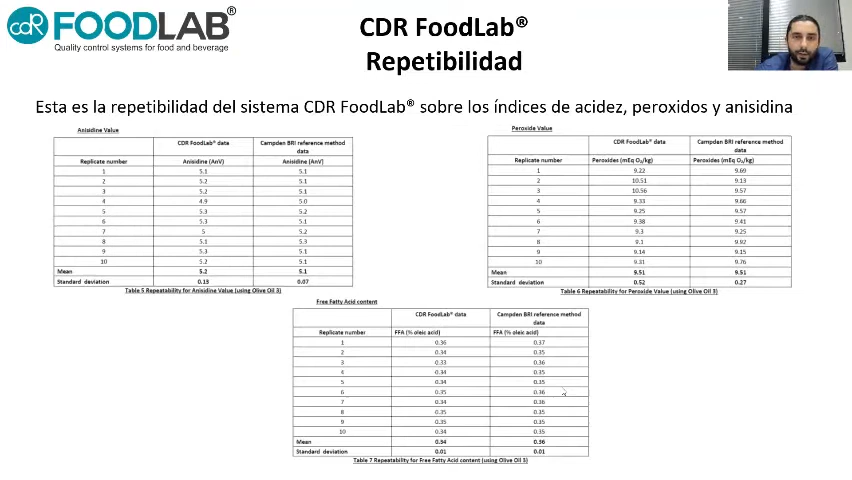 CDR FOODLAB®
Quality control systems for food and beverage
CDR FoodLab®
Repetibilidad
Esta es la repetibilidad del sistema CDR FoodLab® sobre los índices de acidez, peroxidos y anisidina
Anisidine Value
CDR FoodLab® data Campden BRI reference method data
Replicate number Anisidine (AnV) Anisidine (AnV)
1 5.1 5.1
2 5.2 5.1
3 5.2 5.1
4 4.9 5.0
5 5.3 5.2
6 5.3 5.1
7 5 5.2
8 5.1 5.3
9 5.3 5.1
10 5.2 5.1
Mean 5.2 5.1
Standard deviation 0.13 0.07
Table 5 Repeatability for Anisidine Value (using Olive Oil 3)
Peroxide Value
CDR FoodLab® data Campden BRI reference method data
Replicate number Peroxides (mEq O₂/kg) Peroxides (mEq O₂/kg)
1 9.22 9.69
2 10.51 9.13
3 10.56 9.57
4 9.33 9.66
5 9.25 9.57
6 9.38 9.41
7 9.3 9.25
8 9.1 9.92
9 9.14 9.15
10 9.31 9.76
Mean 9.51 9.51
Standard deviation 0.52 0.27
Table 6 Repeatability for Peroxide Value (using Olive Oil 3)
Free Fatty Acid content
CDR FoodLab® data Campden BRI reference method data
Replicate number FFA (% oleic acid) FFA (% oleic acid)
1 0.36 0.37
2 0.34 0.35
3 0.33 0.36
4 0.34 0.35
5 0.34 0.35
6 0.35 0.36
7 0.34 0.36
8 0.35 0.35
9 0.35 0.35
10 0.34 0.35
Mean 0.34 0.36
Standard deviation 0.01 0.01
Table 7 Repeatability for Free Fatty Acid content (using Olive Oil 3)